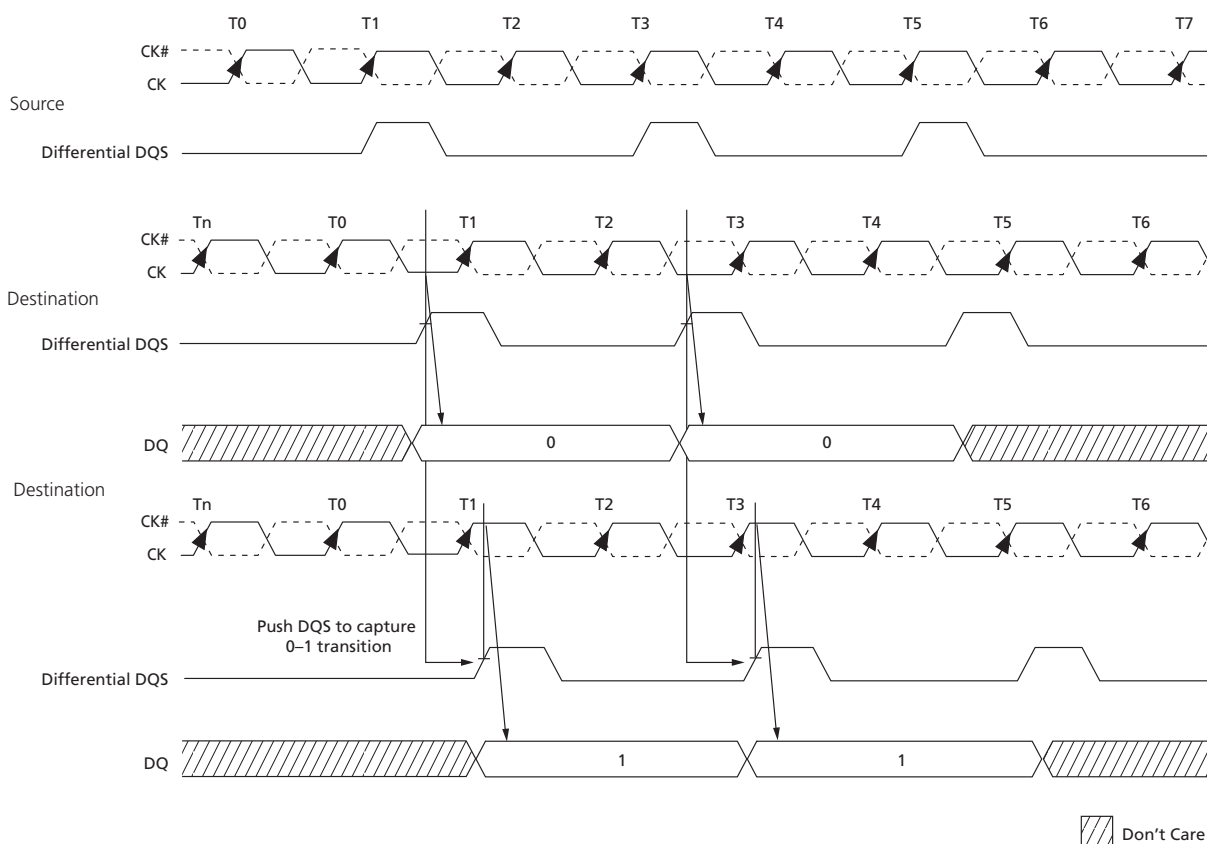 T0 T1 T2 T3 T4 T5 T6 T7
CK#
CK
Source
Differential DQS
Tn T0 T1 T2 T3 T4 T5 T6
CK#
CK
Destination
Differential DQS
DQ 0 0
Destination
Tn T0 T1 T2 T3 T4 T5 T6
CK#
CK
Push DQS to capture
0–1 transition
Differential DQS
DQ 1 1
Don't Care